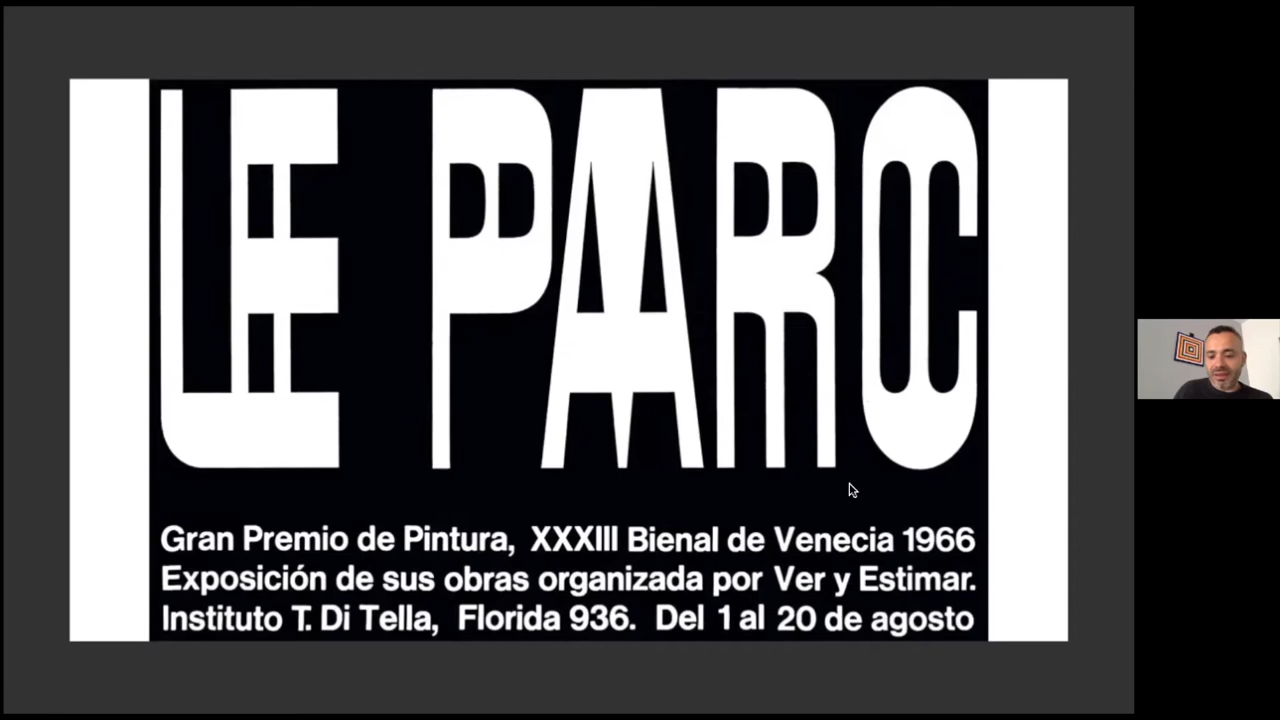 LE PARC
Gran Premio de Pintura, XXXIII Bienal de Venecia 1966
Exposición de sus obras organizada por Ver y Estimar.
Instituto T. Di Tella, Florida 936. Del 1 al 20 de agosto